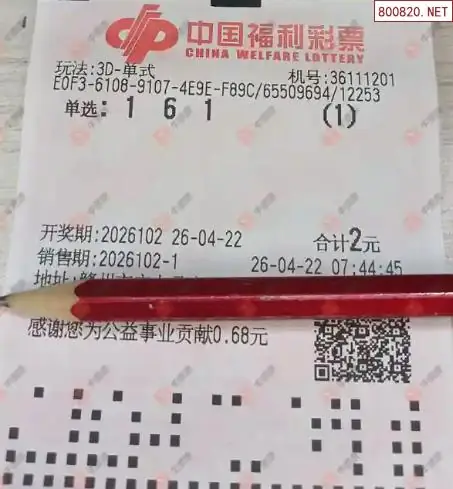 800820.NET
中国福利彩票
CHINA WELFARE LOTTERY
玩法:3D-单式 机号:36111201
E0F3-6108-9107-4E9E-F89C/65509694/12253
单选: 1 6 1 (1)
开奖期:2026102 26-04-22 合计2元
销售期:2026102-1 26-04-22 07:44:45
地址:
感谢您为公益事业贡献0.68元